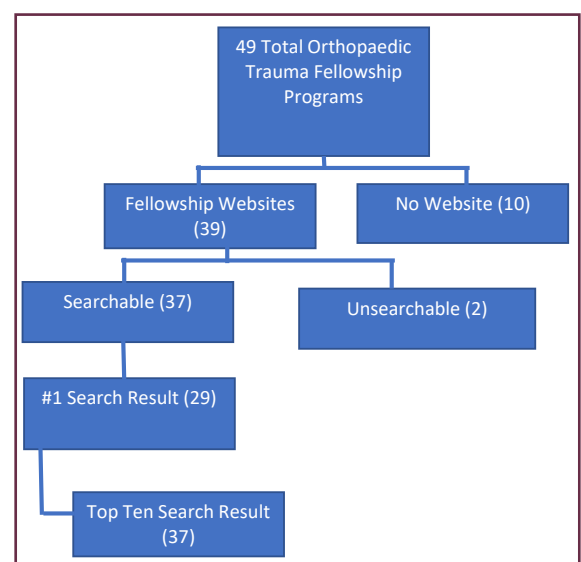 49 Total Orthopaedic
Trauma Fellowship
Programs
Fellowship Websites
(39)
No Website (10)
Searchable (37)
Unsearchable (2)
#1 Search Result (29)
Top Ten Search Result
(37)